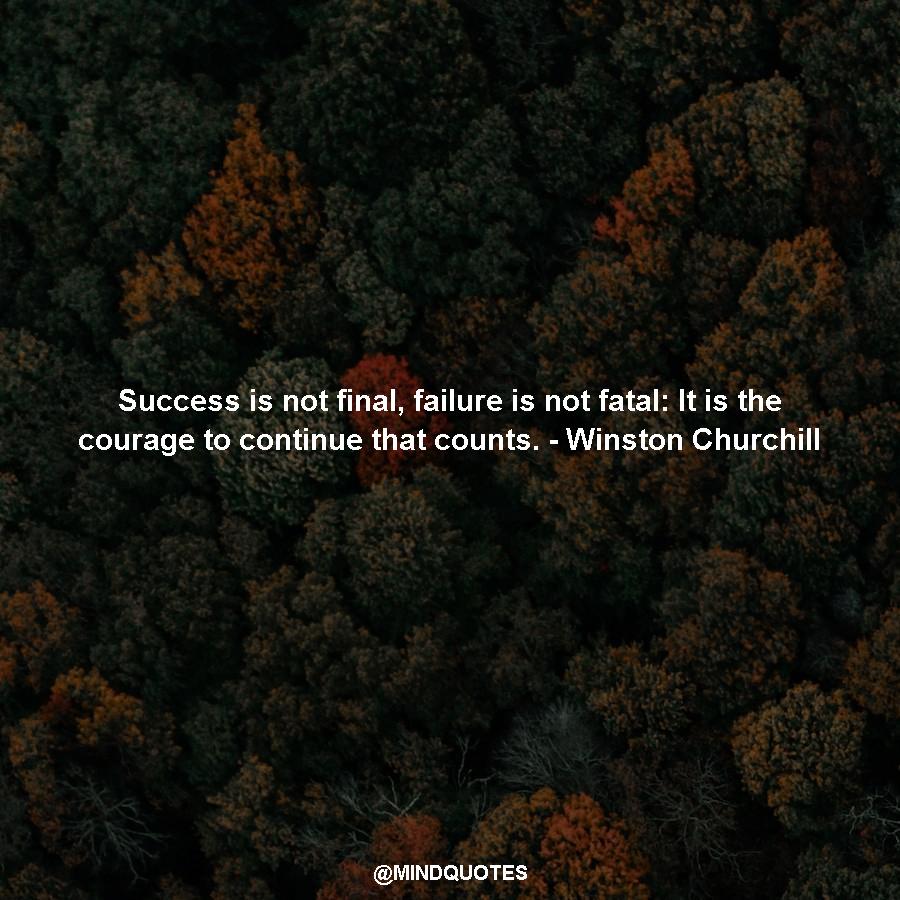 Success is not final, failure is not fatal: It is the
courage to continue that counts. - Winston Churchill
@MINDQUOTES